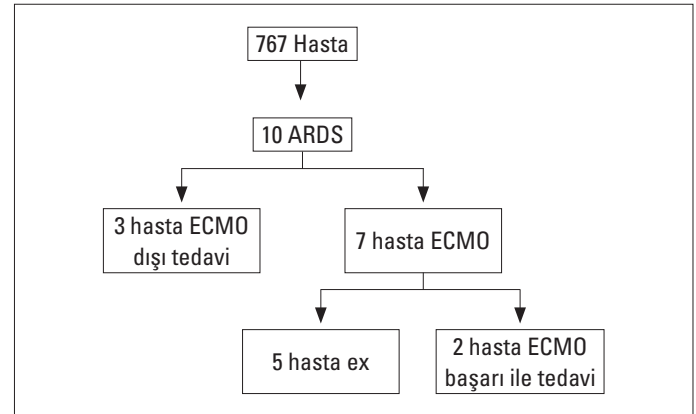 767 Hasta
10 ARDS
3 hasta ECMO
dışı tedavi
7 hasta ECMO
5 hasta ex
2 hasta ECMO
başarı ile tedavi